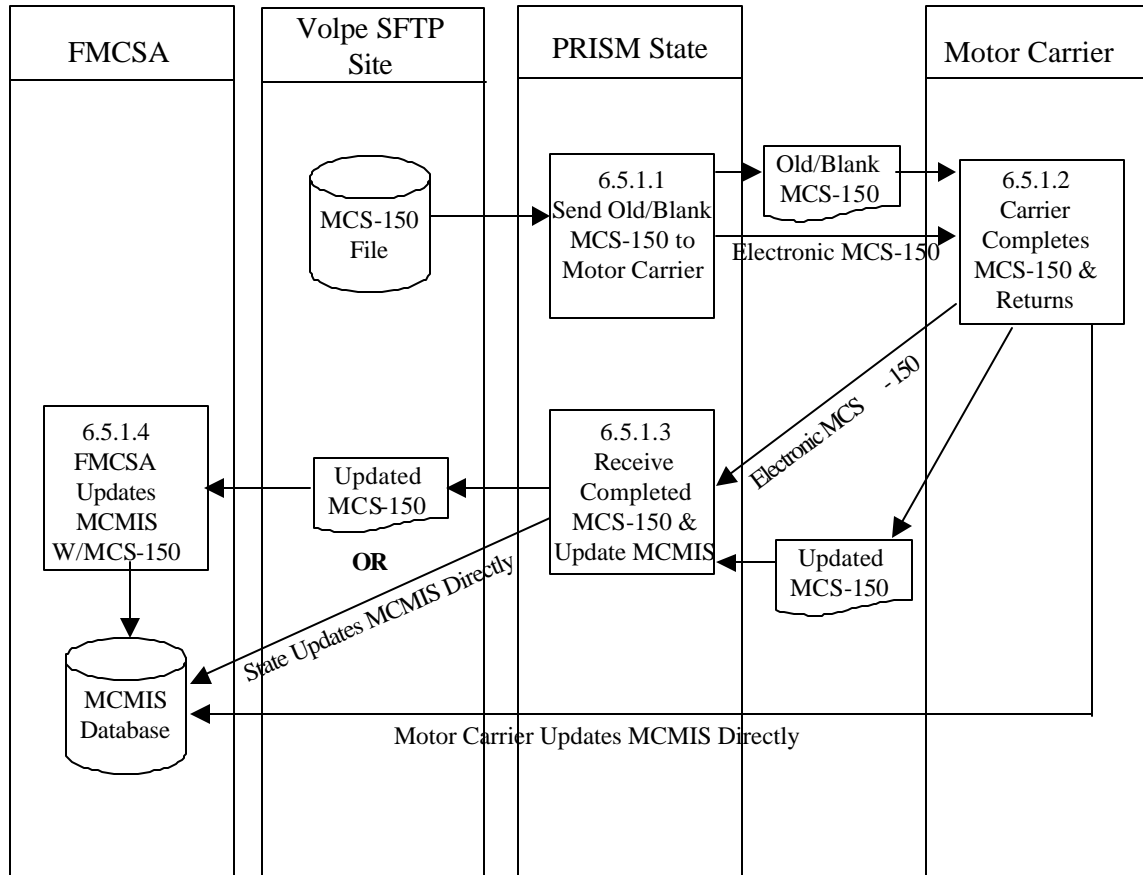 FMCSA
Volpe SFTP
Site
PRISM State
Motor Carrier
MCS-150
File
6.5.1.1
Send Old/Blank
MCS-150 to
Motor Carrier
Old/Blank
MCS-150
Electronic MCS-150
6.5.1.2
Carrier
Completes
MCS-150 &
Returns
Electronic MCS -150
6.5.1.4
FMCSA
Updates
MCMIS
W/MCS-150
Updated
MCS-150
OR
6.5.1.3
Receive
Completed
MCS-150 &
Update MCMIS
Updated
MCS-150
State Updates MCMIS Directly
MCMIS
Database
Motor Carrier Updates MCMIS Directly